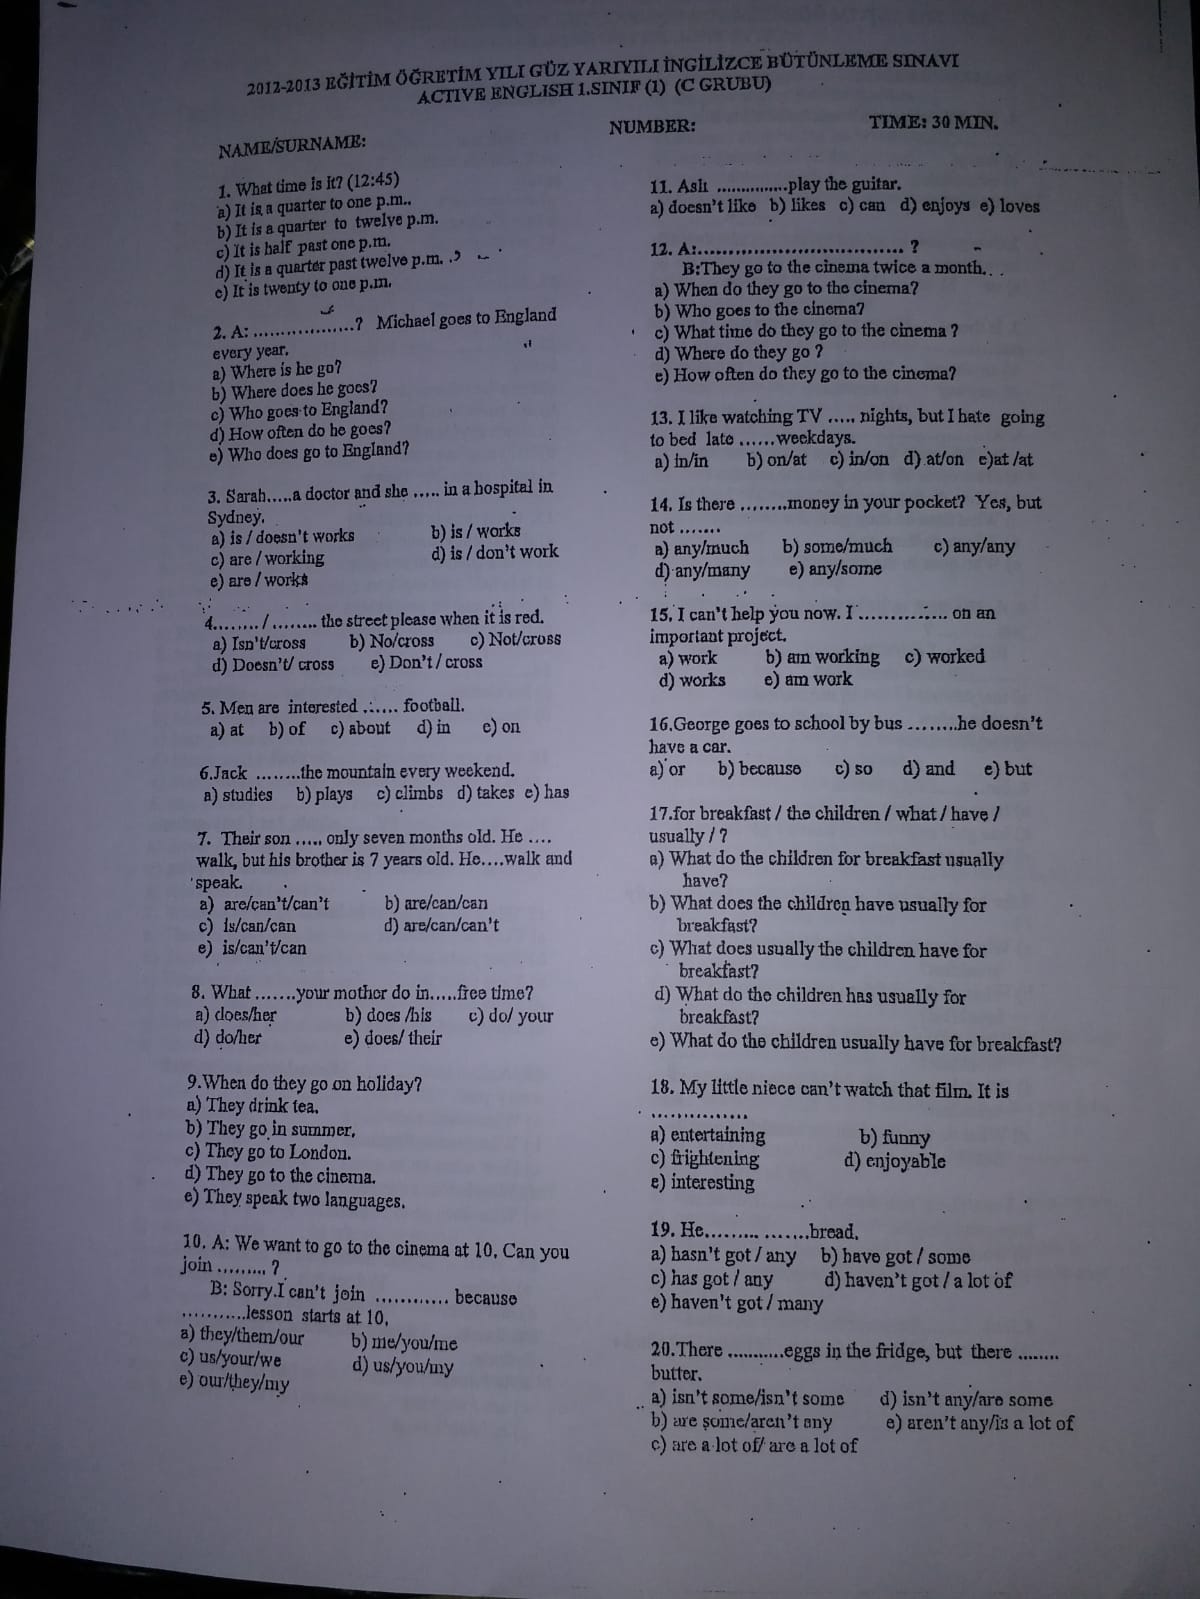 2012-2013 EĞİTİM ÖĞRETİM YILI GÜZ YARIYILI İNGİLİZCE BÜTÜNLEME SINAVI
ACTIVE ENGLISH 1.SINIF (1) (C GRUBU)
NAME/SURNAME: NUMBER: TIME: 30 MIN.
1. What time is it? (12:45)
a) It is a quarter to one p.m..
b) It is a quarter to twelve p.m.
c) It is half past one p.m.
d) It is a quarter past twelve p.m. .
e) It is twenty to one p.m.
2. A: ..................? Michael goes to England
every year.
a) Where is he go?
b) Where does he goes?
c) Who goes to England?
d) How often do he goes?
e) Who does go to England?
3. Sarah.....a doctor and she ..... in a hospital in
Sydney.
a) is / doesn't works b) is / works
c) are / working d) is / don't work
e) are / works
4......../ ........ the street please when it is red.
a) Isn't/cross b) No/cross c) Not/cross
d) Doesn't/ cross e) Don't / cross
5. Men are interested ...... football.
a) at b) of c) about d) in e) on
6.Jack ........the mountain every weekend.
a) studies b) plays c) climbs d) takes e) has
7. Their son ..... only seven months old. He ....
walk, but his brother is 7 years old. He....walk and
speak.
a) are/can't/can't b) are/can/can
c) is/can/can d) are/can/can't
e) is/can't/can
8. What .......your mother do in.....free time?
a) does/her b) does /his c) do/ your
d) do/her e) does/ their
9.When do they go on holiday?
a) They drink tea.
b) They go in summer.
c) They go to London.
d) They go to the cinema.
e) They speak two languages.
10. A: We want to go to the cinema at 10. Can you
join ......... ?
B: Sorry.I can't join ............ because
...........lesson starts at 10.
a) they/them/our b) me/you/me
c) us/your/we d) us/you/my
e) our/they/my
11. Aslı ...............play the guitar.
a) doesn't like b) likes c) can d) enjoys e) loves
12. A:.................................. ?
B:They go to the cinema twice a month.
a) When do they go to the cinema?
b) Who goes to the cinema?
c) What time do they go to the cinema ?
d) Where do they go ?
e) How often do they go to the cinema?
13. I like watching TV ..... nights, but I hate going
to bed late ......weekdays.
a) in/in b) on/at c) in/on d) at/on e)at /at
14. Is there ........money in your pocket? Yes, but
not .......
a) any/much b) some/much c) any/any
d) any/many e) any/some
15. I can't help you now. I ............... on an
important project.
a) work b) am working c) worked
d) works e) am work
16.George goes to school by bus ........he doesn't
have a car.
a) or b) because c) so d) and e) but
17.for breakfast / the children / what / have /
usually / ?
a) What do the children for breakfast usually
have?
b) What does the children have usually for
breakfast?
c) What does usually the children have for
breakfast?
d) What do the children has usually for
breakfast?
e) What do the children usually have for breakfast?
18. My little niece can't watch that film. It is
...............
a) entertaining b) funny
c) frightening d) enjoyable
e) interesting
19. He......... .......bread.
a) hasn't got / any b) have got / some
c) has got / any d) haven't got / a lot of
e) haven't got / many
20.There ...........eggs in the fridge, but there ........
butter.
a) isn't some/isn't some d) isn't any/are some
b) are some/aren't any e) aren't any/is a lot of
c) are a lot of/ are a lot of